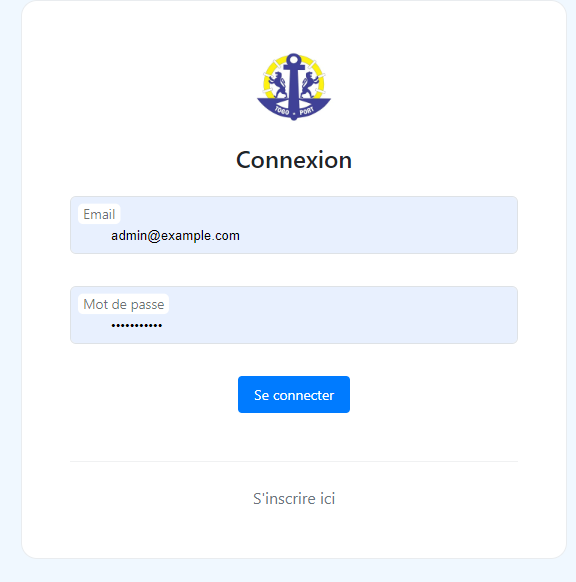 TOGO - PORT
Connexion
Email
admin@example.com
Mot de passe
•••••••••••
Se connecter
S'inscrire ici